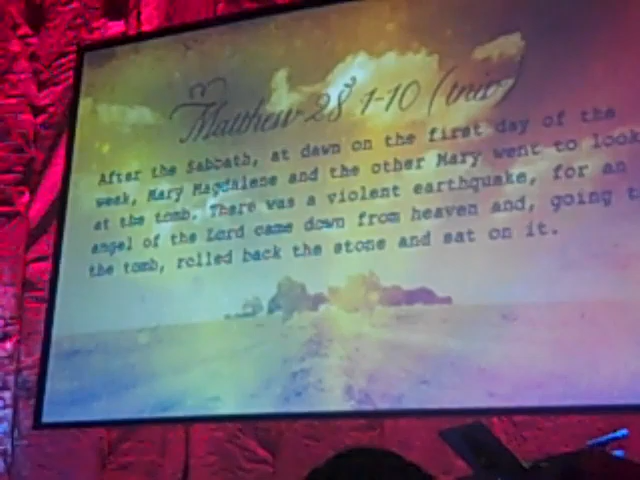 Matthew 28 1-10 (niv)
After the Sabbath, at dawn on the first day of the
week, Mary Magdalene and the other Mary went to look
at the tomb. There was a violent earthquake, for an
angel of the Lord came down from heaven and, going t
the tomb, rolled back the stone and sat on it.